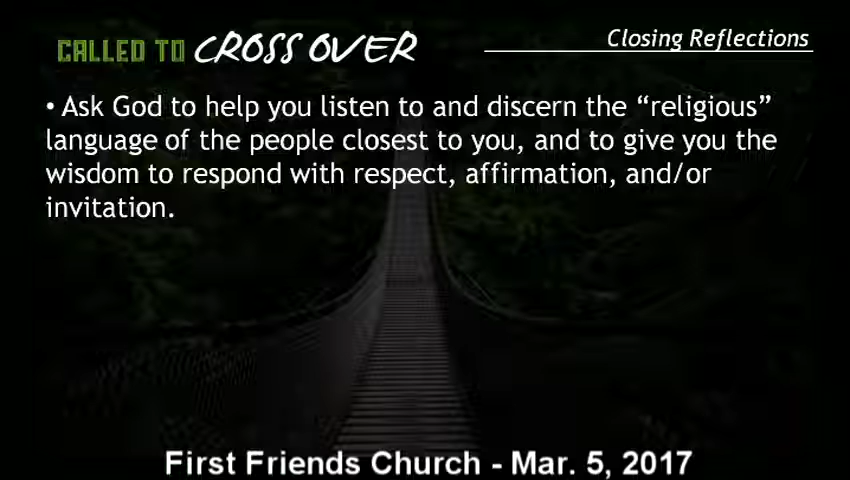 CALLED TO CROSS OVER
Closing Reflections
• Ask God to help you listen to and discern the “religious”
language of the people closest to you, and to give you the
wisdom to respond with respect, affirmation, and/or
invitation.
First Friends Church - Mar. 5, 2017